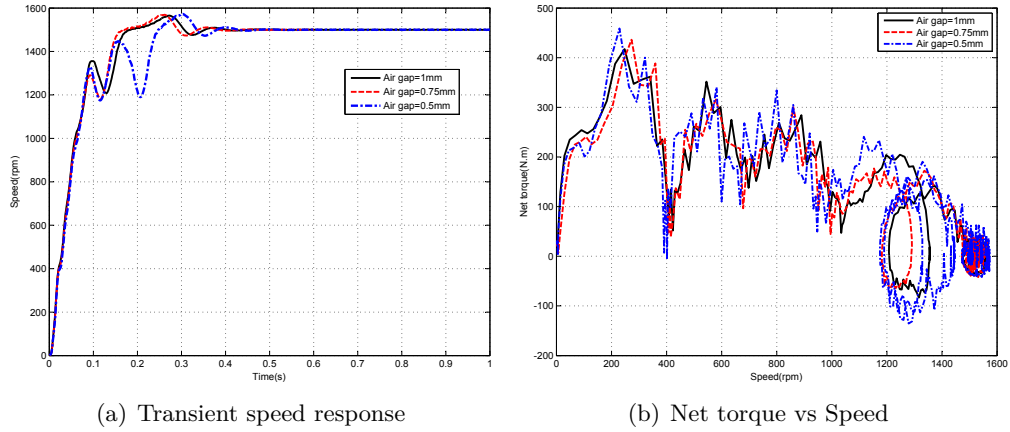 1600
1400
1200
1000
800
600
400
200
0
Speed(rpm)
0 0.1 0.2 0.3 0.4 0.5 0.6 0.7 0.8 0.9 1
Time(s)
Air gap=1mm
Air gap=0.75mm
Air gap=0.5mm
(a) Transient speed response
500
400
300
200
100
0
-100
-200
Net torque(N.m)
0 200 400 600 800 1000 1200 1400 1600
Speed(rpm)
Air gap=1mm
Air gap=0.75mm
Air gap=0.5mm
(b) Net torque vs Speed